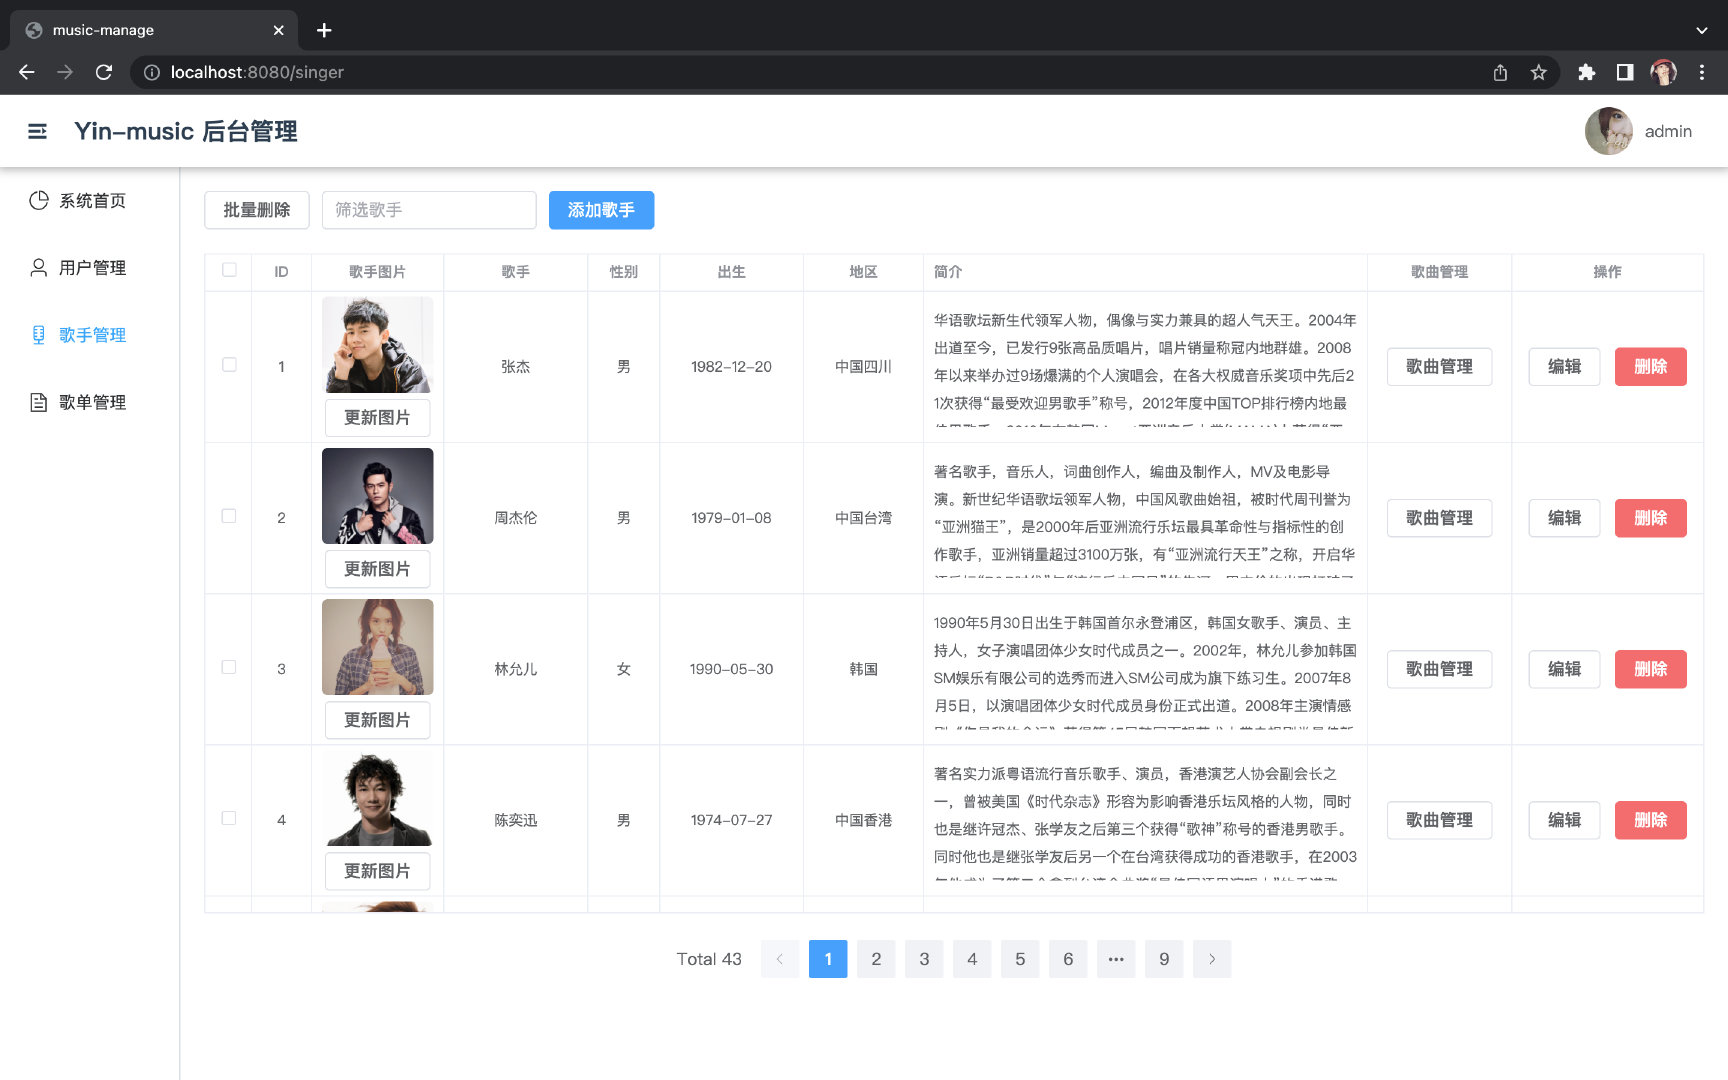 music-manage
localhost:8080/singer
Yin-music 后台管理
admin
系统首页
用户管理
歌手管理
歌单管理
批量删除 筛选歌手 添加歌手
ID 歌手图片 歌手 性别 出生 地区 简介 歌曲管理 操作
1 张杰 男 1982-12-20 中国四川
华语歌坛新生代领军人物，偶像与实力兼具的超人气天王。2004年
出道至今，已发行9张高品质唱片，唱片销量称冠内地群雄。2008
年以来举办过9场爆满的个人演唱会，在各大权威音乐奖项中先后2
1次获得“最受欢迎男歌手”称号，2012年度中国TOP排行榜内地最
歌曲管理 编辑 删除
更新图片
2 周杰伦 男 1979-01-08 中国台湾
著名歌手，音乐人，词曲创作人，编曲及制作人，MV及电影导
演。新世纪华语歌坛领军人物，中国风歌曲始祖，被时代周刊誉为
“亚洲猫王”，是2000年后亚洲流行乐坛最具革命性与指标性的创
作歌手，亚洲销量超过3100万张，有“亚洲流行天王”之称，开启华
歌曲管理 编辑 删除
更新图片
3 林允儿 女 1990-05-30 韩国
1990年5月30日出生于韩国首尔永登浦区，韩国女歌手、演员、主
持人，女子演唱团体少女时代成员之一。2002年，林允儿参加韩国
SM娱乐有限公司的选秀而进入SM公司成为旗下练习生。2007年8
月5日，以演唱团体少女时代成员身份正式出道。2008年主演情感
歌曲管理 编辑 删除
更新图片
4 陈奕迅 男 1974-07-27 中国香港
著名实力派粤语流行音乐歌手、演员，香港演艺人协会副会长之
一，曾被美国《时代杂志》形容为影响香港乐坛风格的人物，同时
也是继许冠杰、张学友之后第三个获得“歌神”称号的香港男歌手。
同时他也是继张学友后另一个在台湾获得成功的香港歌手，在2003
歌曲管理 编辑 删除
更新图片
Total 43 1 2 3 4 5 6 ••• 9